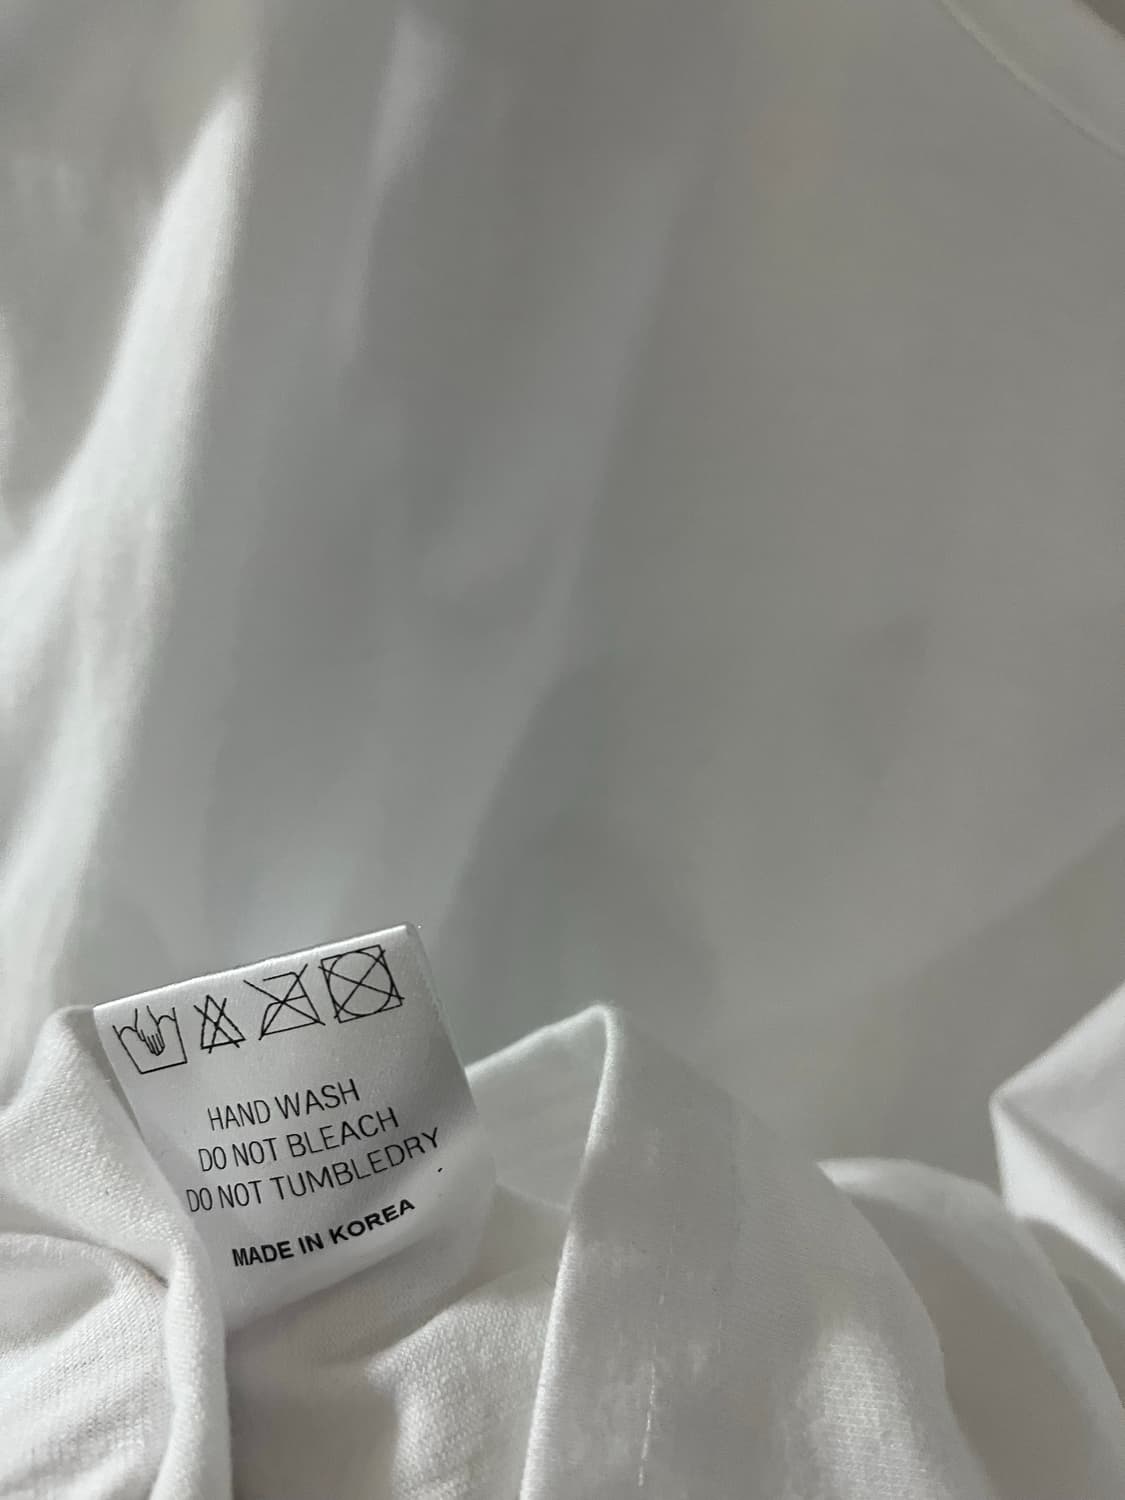 HAND WASH
DO NOT BLEACH
DO NOT TUMBLEDRY
MADE IN KOREA